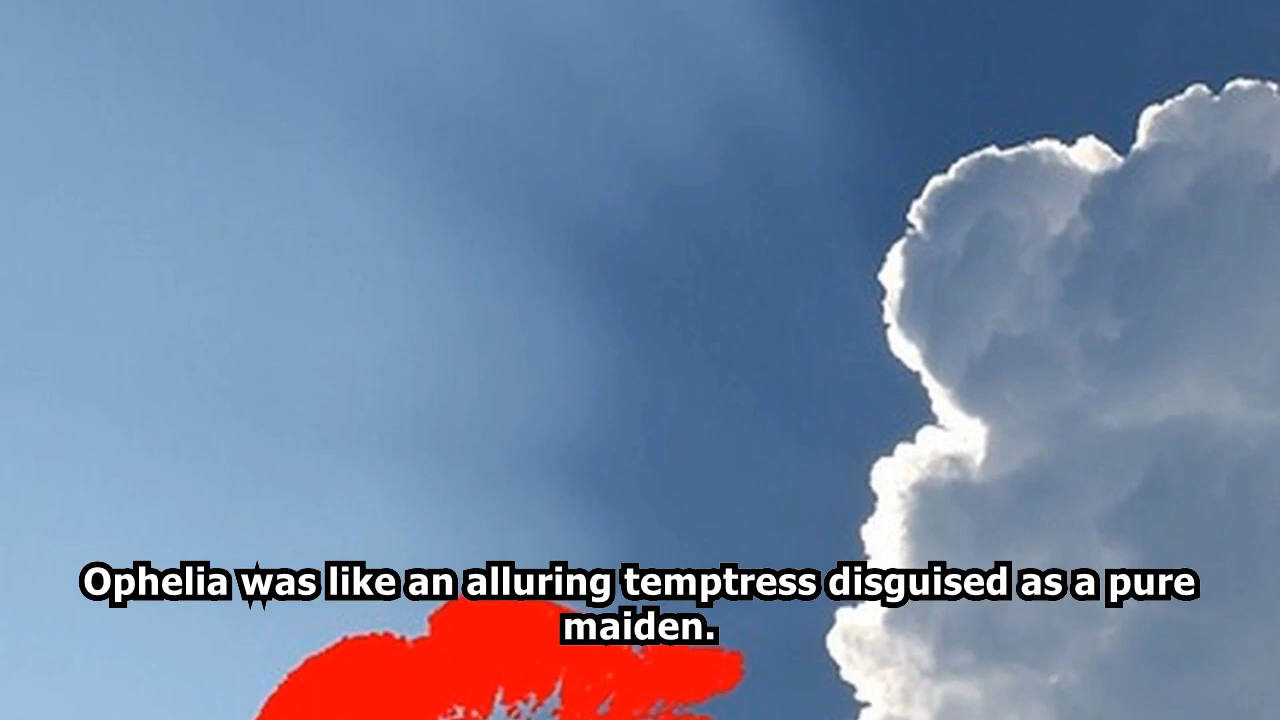 Ophelia was like an alluring temptress disguised as a pure
maiden.